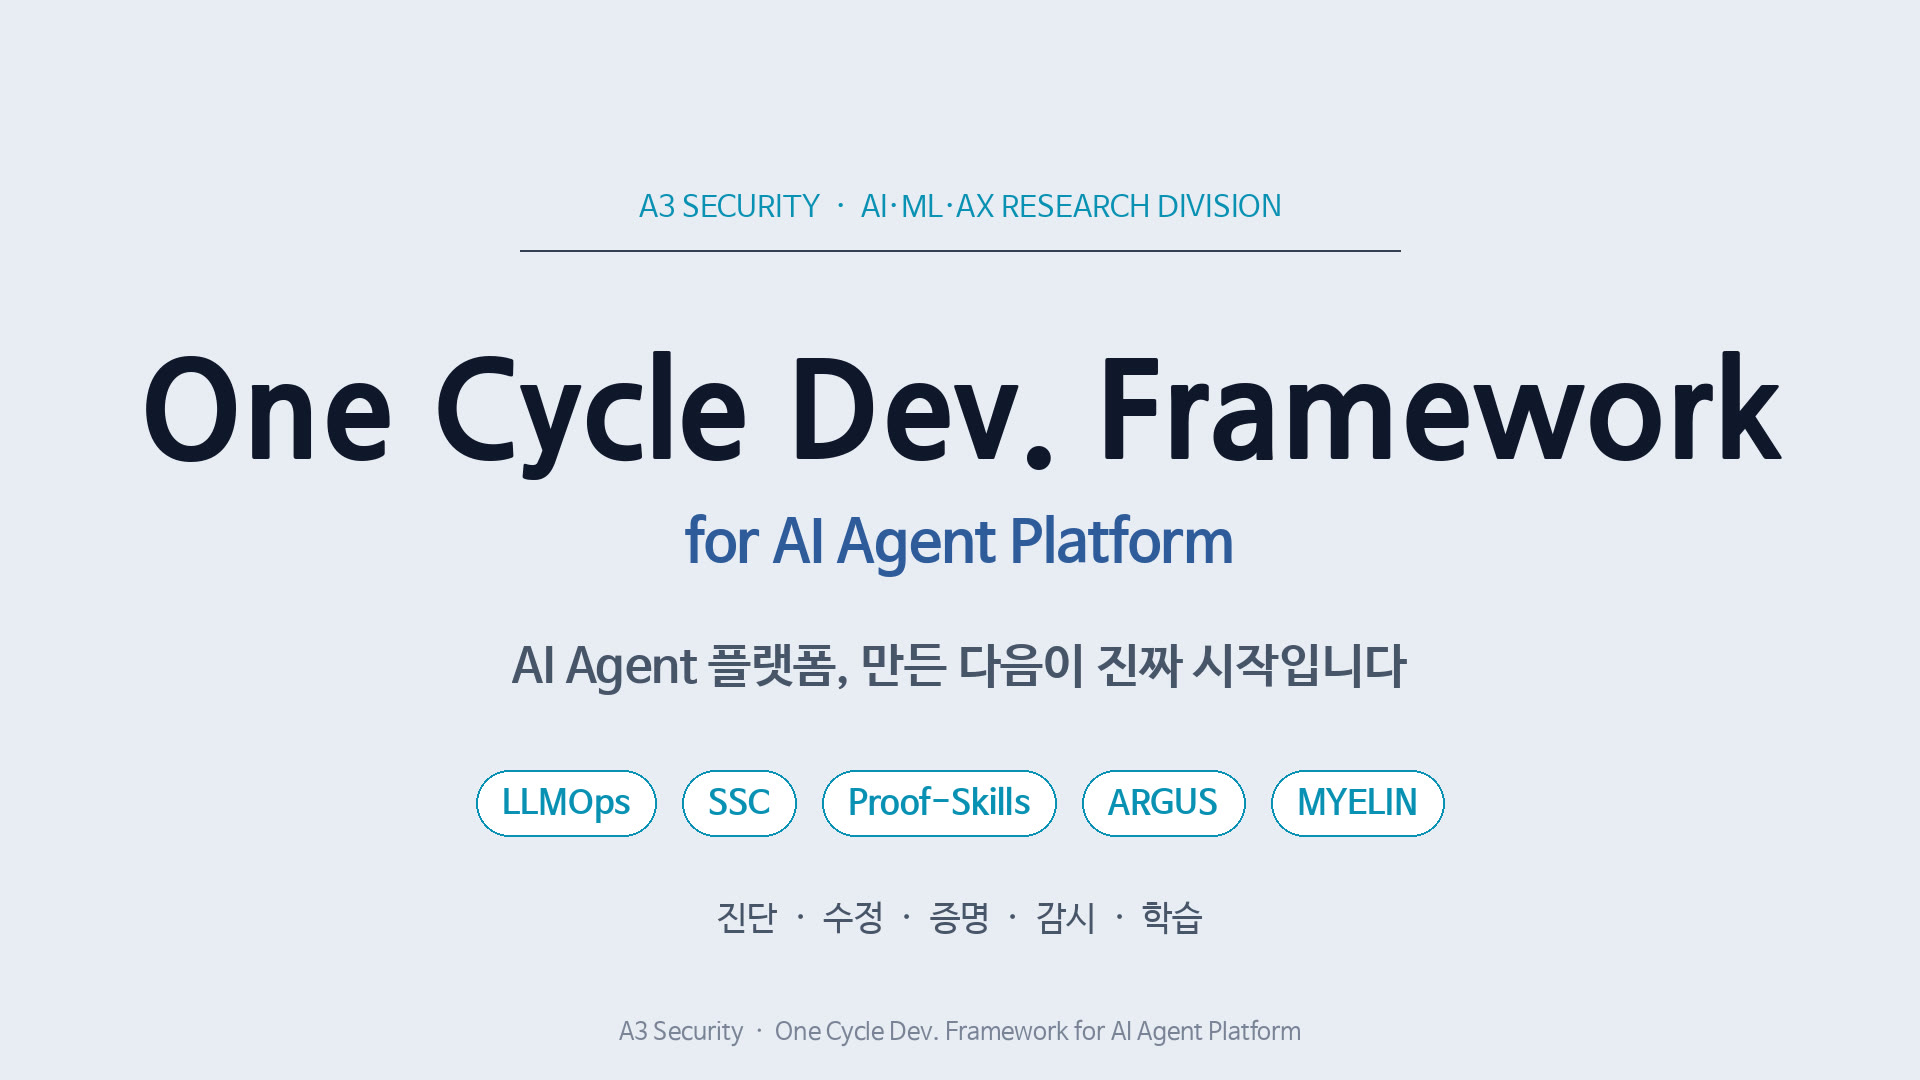 A3 SECURITY · AI·ML·AX RESEARCH DIVISION
One Cycle Dev. Framework
for AI Agent Platform
AI Agent 플랫폼, 만든 다음이 진짜 시작입니다
LLMOps SSC Proof-Skills ARGUS MYELIN
진단 · 수정 · 증명 · 감시 · 학습
A3 Security · One Cycle Dev. Framework for AI Agent Platform